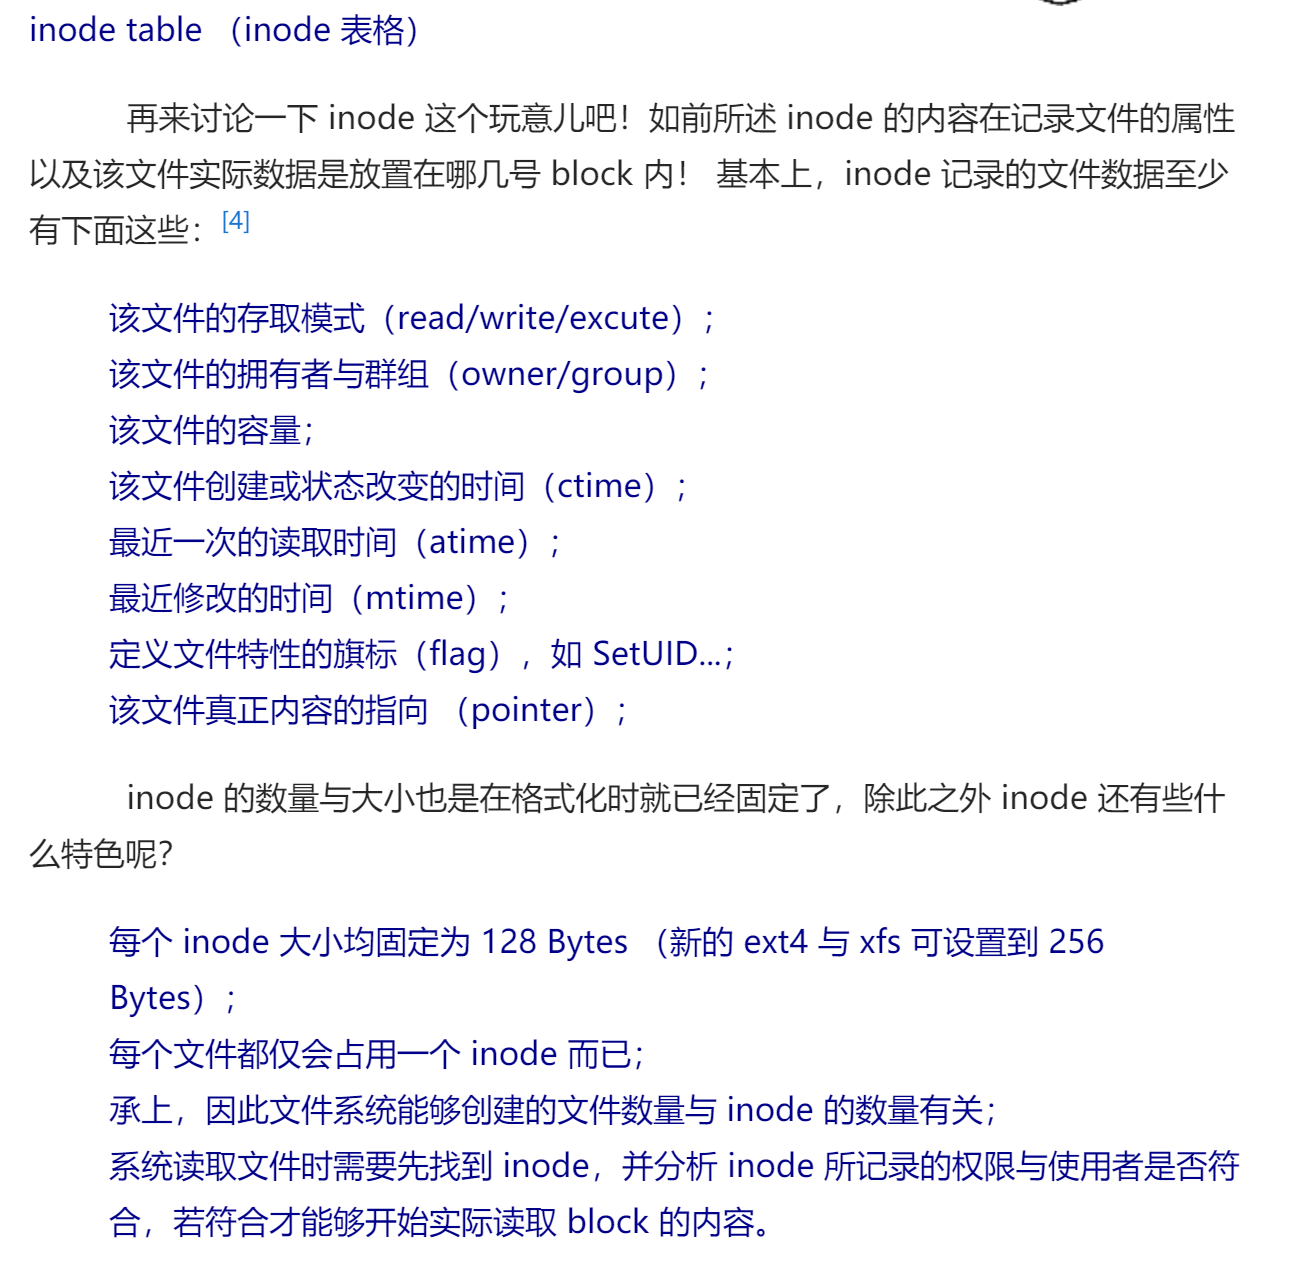 inode table （inode 表格）
再来讨论一下 inode 这个玩意儿吧！如前所述 inode 的内容在记录文件的属性
以及该文件实际数据是放置在哪几号 block 内！ 基本上，inode 记录的文件数据至少
有下面这些：[4]
该文件的存取模式（read/write/excute）；
该文件的拥有者与群组（owner/group）；
该文件的容量；
该文件创建或状态改变的时间（ctime）；
最近一次的读取时间（atime）；
最近修改的时间（mtime）；
定义文件特性的旗标（flag），如 SetUID...；
该文件真正内容的指向 （pointer）；
inode 的数量与大小也是在格式化时就已经固定了，除此之外 inode 还有些什
么特色呢？
每个 inode 大小均固定为 128 Bytes （新的 ext4 与 xfs 可设置到 256
Bytes）；
每个文件都仅会占用一个 inode 而已；
承上，因此文件系统能够创建的文件数量与 inode 的数量有关；
系统读取文件时需要先找到 inode，并分析 inode 所记录的权限与使用者是否符
合，若符合才能够开始实际读取 block 的内容。